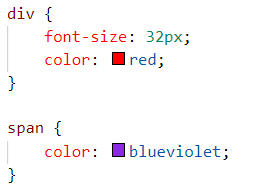 div {
    font-size: 32px;
    color: red;
}

span {
    color: blueviolet;
}